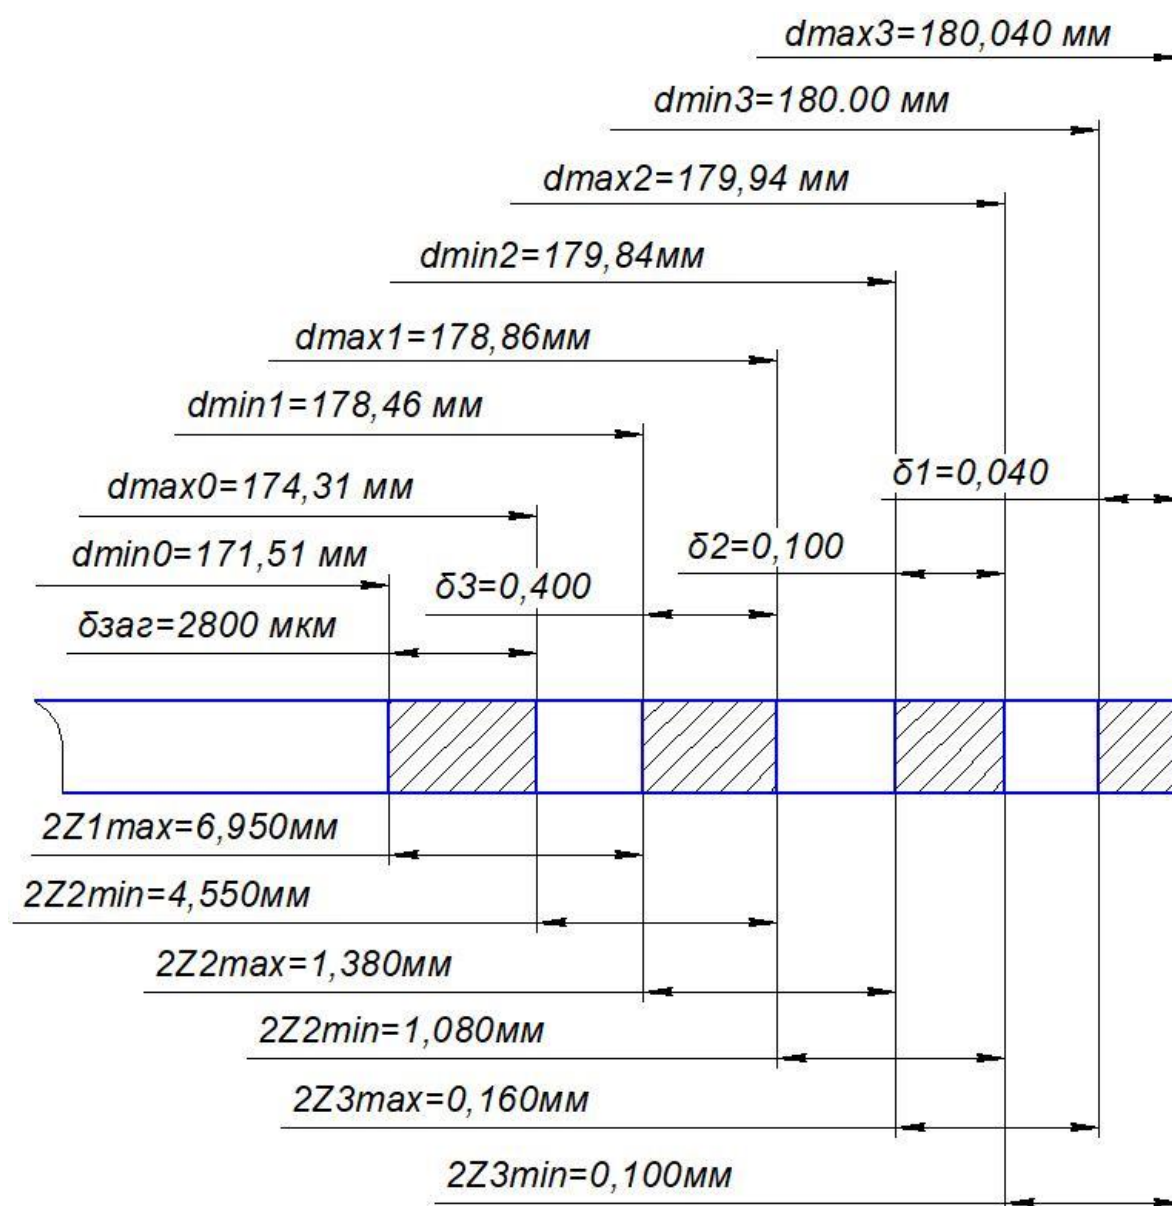 dmax3=180,040 мм
dmin3=180.00 мм
dmax2=179,94 мм
dmin2=179,84мм
dmax1=178,86мм
dmin1=178,46 мм
δ1=0,040
dmax0=174,31 мм
δ2=0,100
dmin0=171,51 мм
δ3=0,400
δзаг=2800 мкм
2Z1max=6,950мм
2Z2min=4,550мм
2Z2max=1,380мм
2Z2min=1,080мм
2Z3max=0,160мм
2Z3min=0,100мм